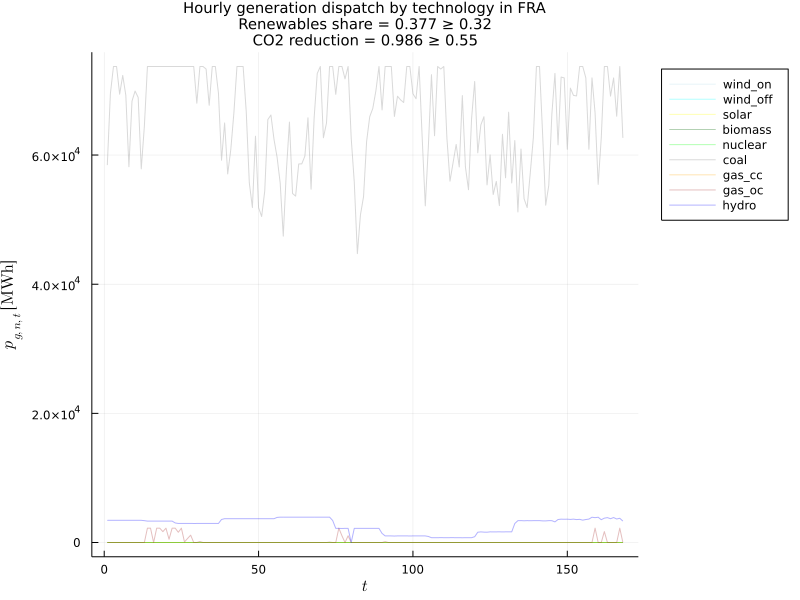 Hourly generation dispatch by technology in FRA
Renewables share = 0.377 ≥ 0.32
CO2 reduction = 0.986 ≥ 0.55
wind_on
wind_off
solar
biomass
nuclear
coal
gas_cc
gas_oc
hydro
6.0×10⁴
4.0×10⁴
2.0×10⁴
0
p g,n,t [MWh]
0 50 100 150
t